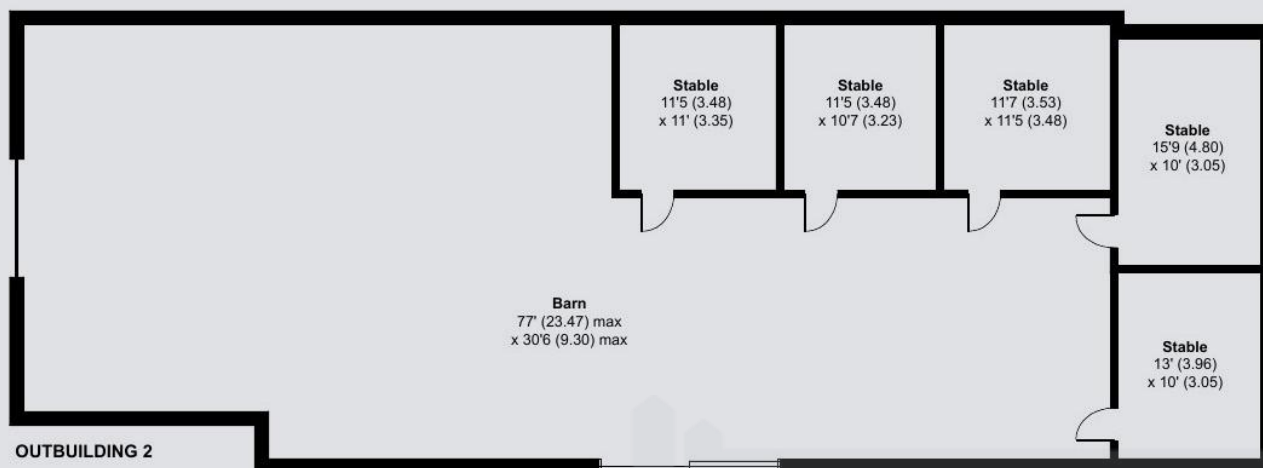 Stable
11'5 (3.48)
x 11' (3.35)
Stable
11'5 (3.48)
x 10'7 (3.23)
Stable
11'7 (3.53)
x 11'5 (3.48)
Stable
15'9 (4.80)
x 10' (3.05)
Barn
77' (23.47) max
x 30'6 (9.30) max
Stable
13' (3.96)
x 10' (3.05)
OUTBUILDING 2